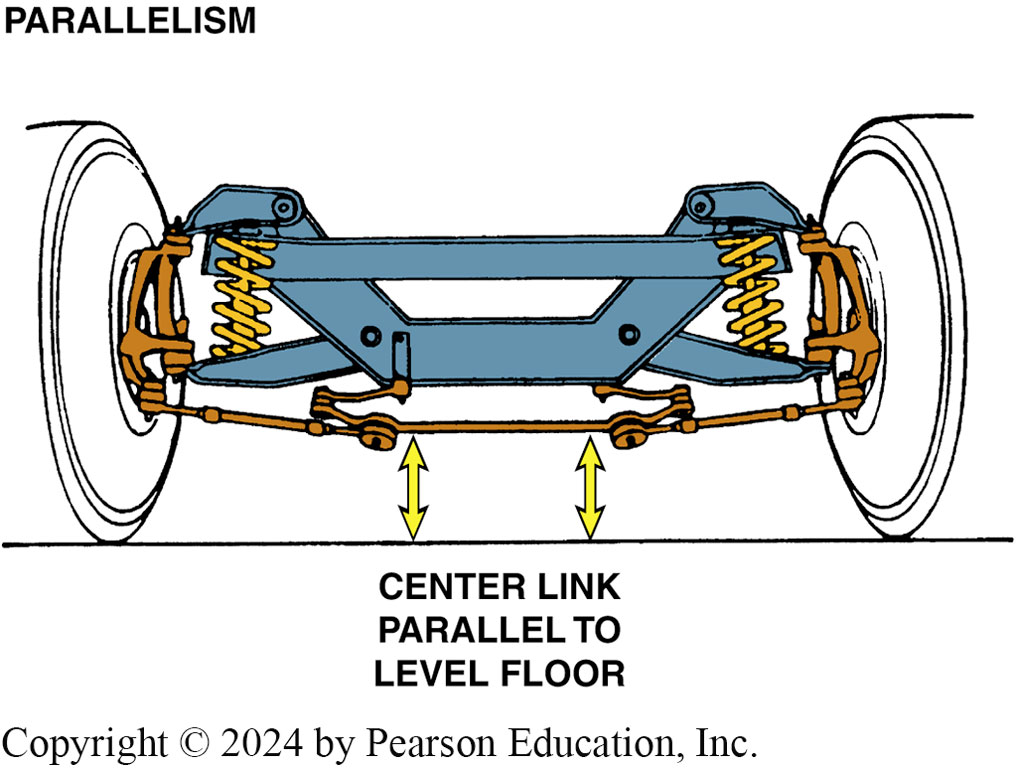 PARALLELISM
CENTER LINK
PARALLEL TO
LEVEL FLOOR
Copyright © 2024 by Pearson Education, Inc.